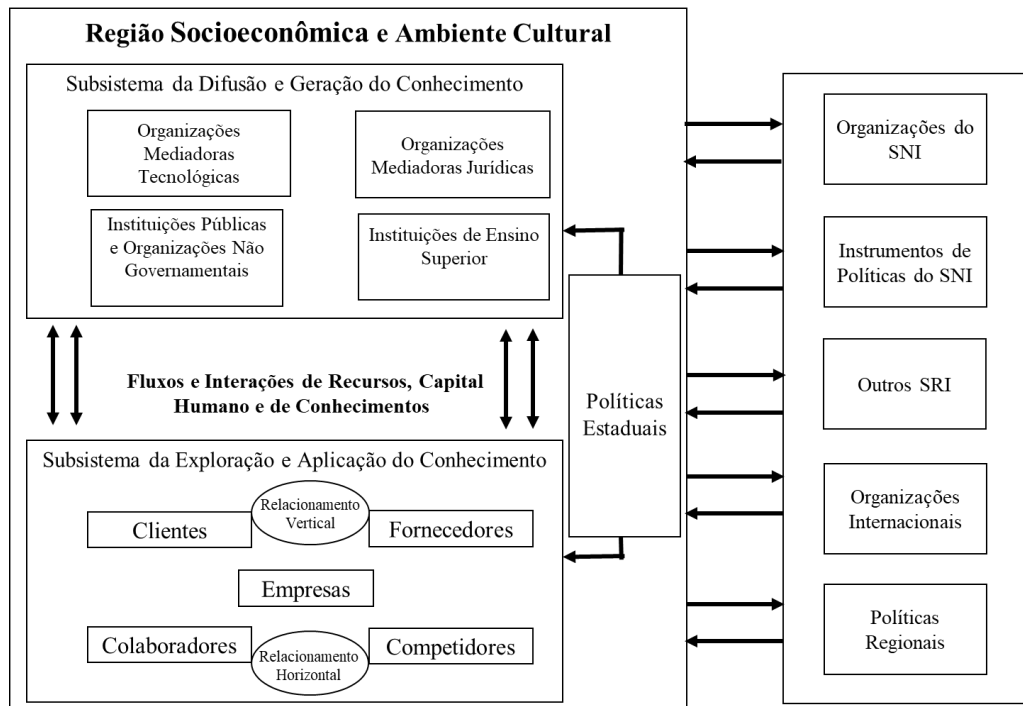 Região Socioeconômica e Ambiente Cultural
Subsistema da Difusão e Geração do Conhecimento
Organizações
Mediadoras
Tecnológicas
Organizações
Mediadoras Jurídicas
Instituições Públicas
e Organizações Não
Governamentais
Instituições de Ensino
Superior
Fluxos e Interações de Recursos, Capital
Humano e de Conhecimentos
Políticas
Estaduais
Subsistema da Exploração e Aplicação do Conhecimento
Relacionamento
Vertical
Clientes
Fornecedores
Empresas
Colaboradores
Competidores
Relacionamento
Horizontal
Organizações do
SNI
Instrumentos de
Políticas do SNI
Outros SRI
Organizações
Internacionais
Políticas
Regionais